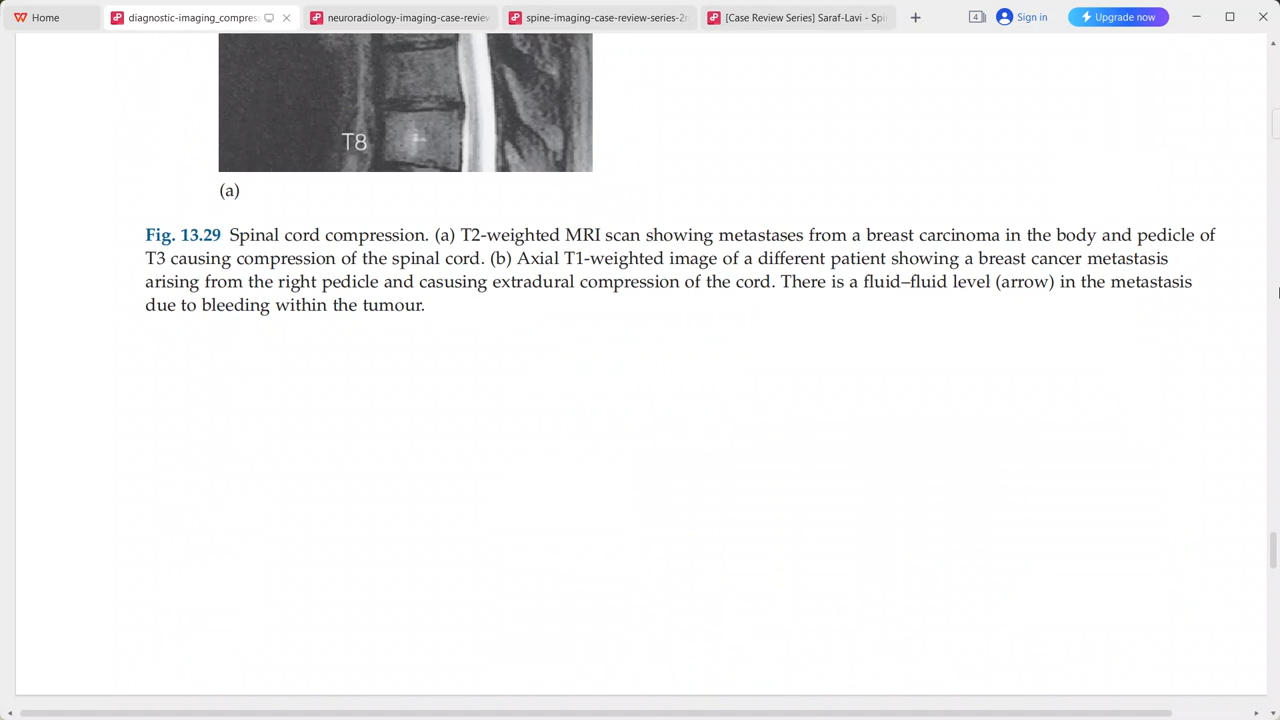 Home
diagnostic-imaging_compress
neuroradiology-imaging-case-review
spine-imaging-case-review-series-2
[Case Review Series] Saraf-Lavi - Spi
4
Sign in
Upgrade now
T8
(a)
Fig. 13.29 Spinal cord compression. (a) T2-weighted MRI scan showing metastases from a breast carcinoma in the body and pedicle of
T3 causing compression of the spinal cord. (b) Axial T1-weighted image of a different patient showing a breast cancer metastasis
arising from the right pedicle and casusing extradural compression of the cord. There is a fluid–fluid level (arrow) in the metastasis
due to bleeding within the tumour.